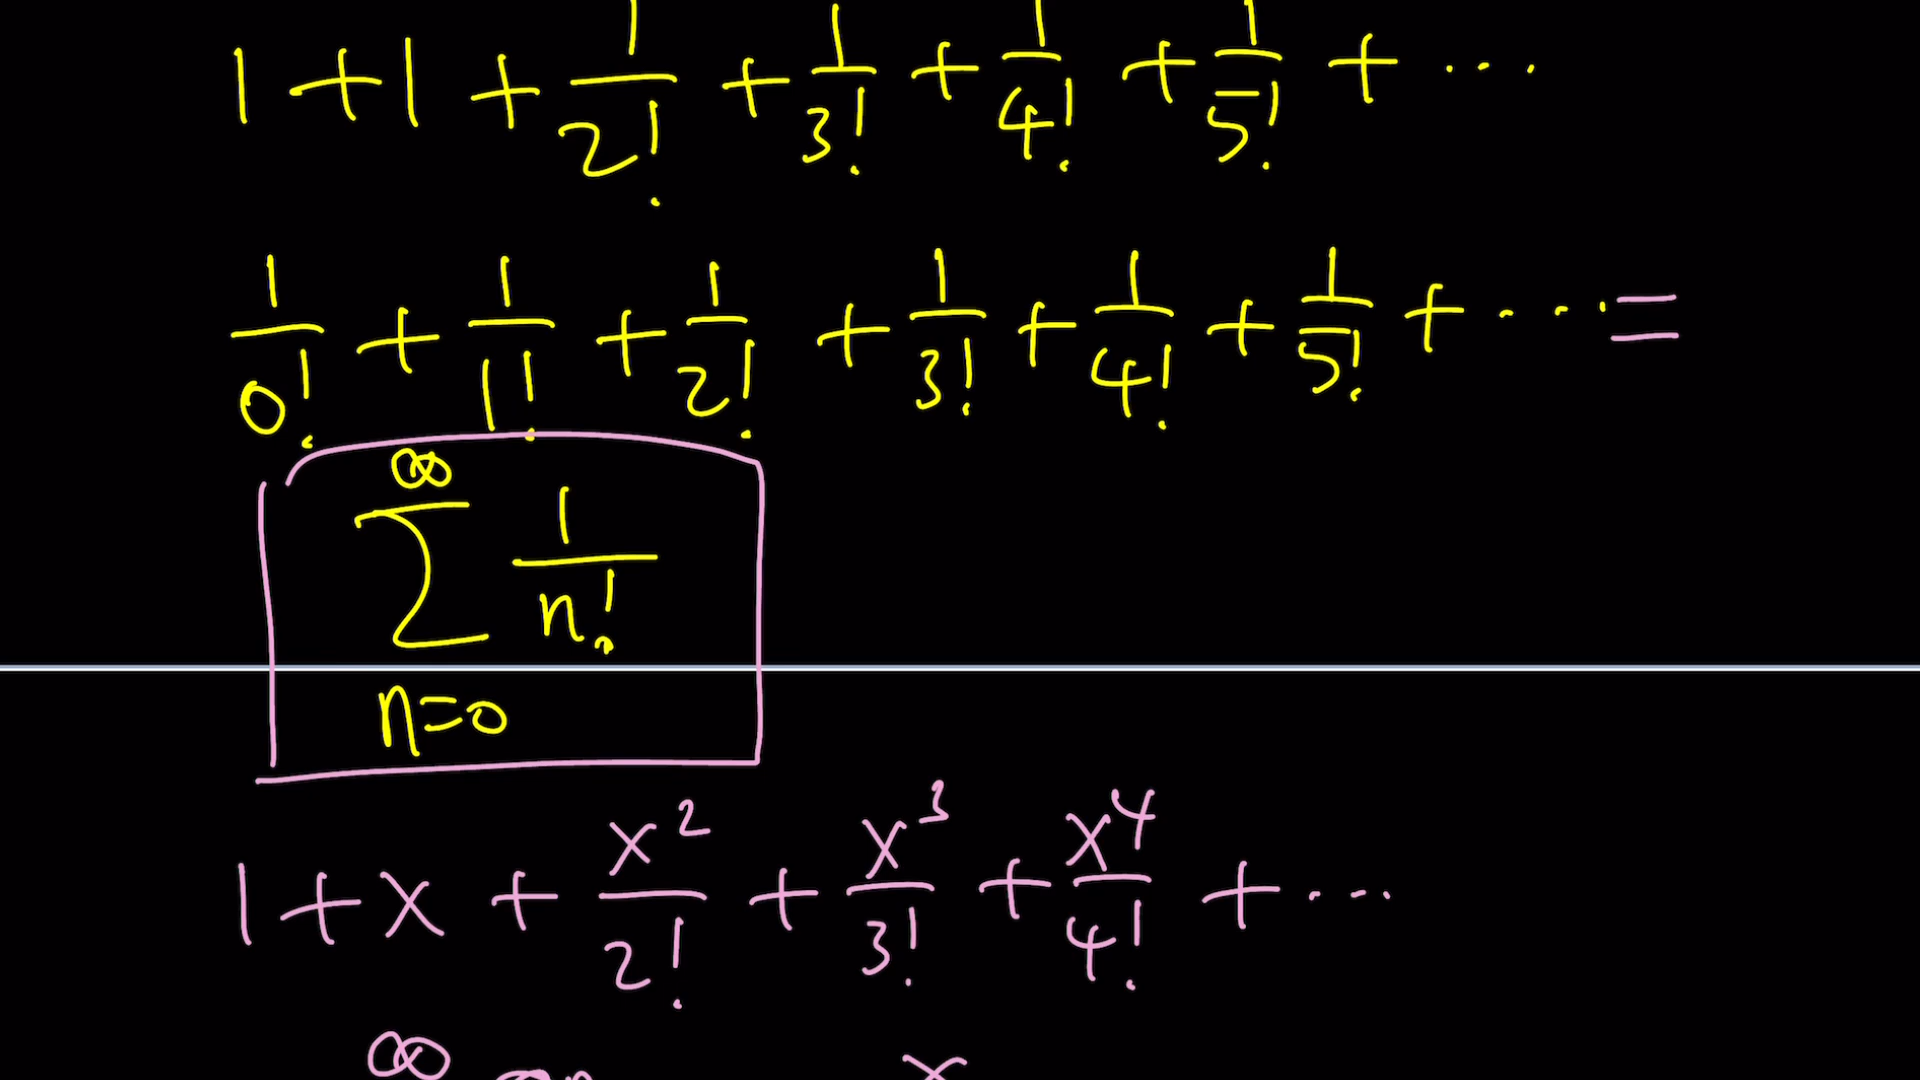 1 + 1 + 1/2! + 1/3! + 1/4! + 1/5! + ...
1/0! + 1/1! + 1/2! + 1/3! + 1/4! + 1/5! + ... =
∞
∑ 1/n!
n=0
1 + x + x²/2! + x³/3! + x⁴/4! + ...
∞